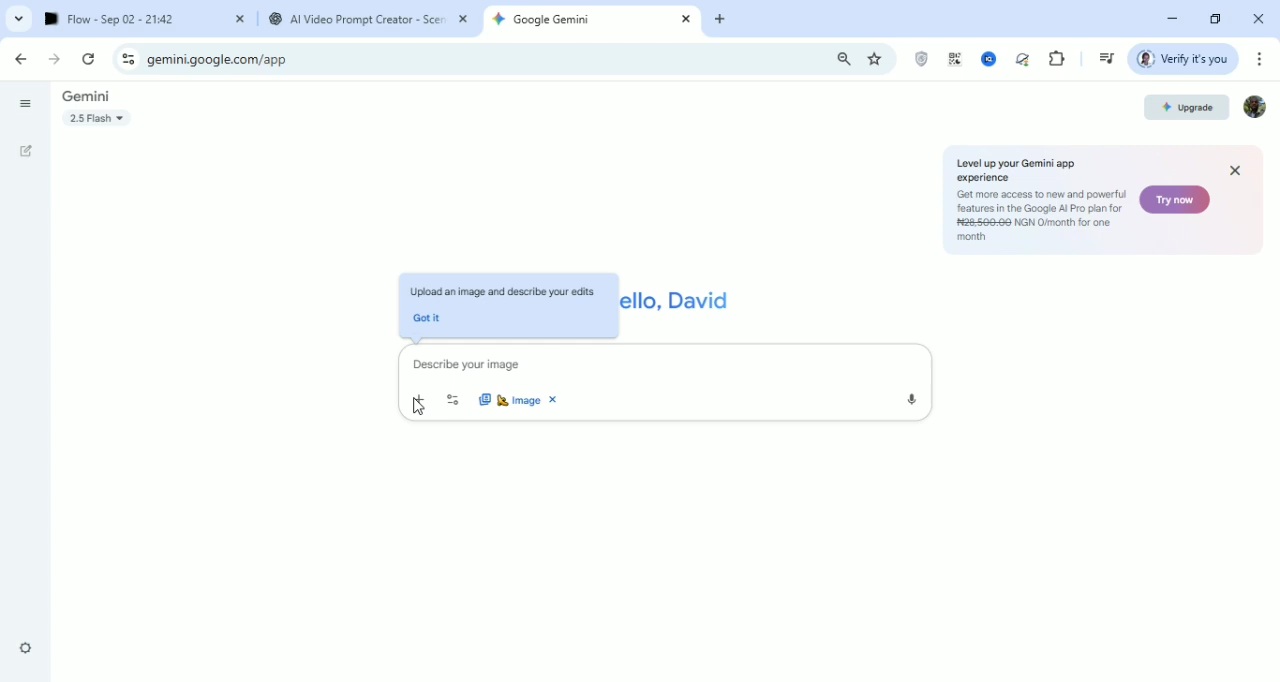 Flow - Sep 02 - 21:42
AI Video Prompt Creator - Scen
Google Gemini
gemini.google.com/app
Verify it's you
Gemini
2.5 Flash
Upgrade
Level up your Gemini app
experience
Get more access to new and powerful
features in the Google AI Pro plan for
₦28,500.00 NGN 0/month for one
month
Try now
Upload an image and describe your edits
Got it
ello, David
Describe your image
Image